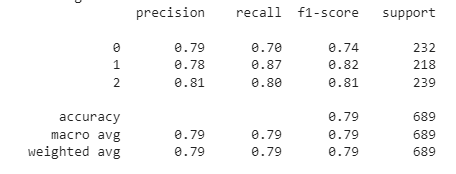 precision recall f1-score support
0 0.79 0.70 0.74 232
1 0.78 0.87 0.82 218
2 0.81 0.80 0.81 239
accuracy 0.79 689
macro avg 0.79 0.79 0.79 689
weighted avg 0.79 0.79 0.79 689